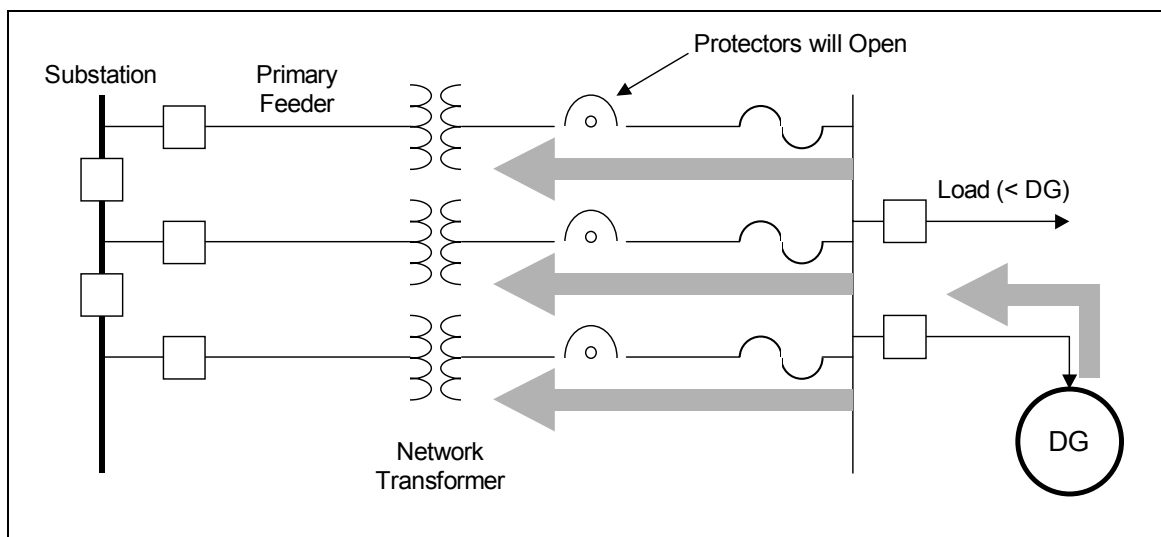 Protectors will Open
Substation
Primary
Feeder
Load (< DG)
Network
Transformer
DG